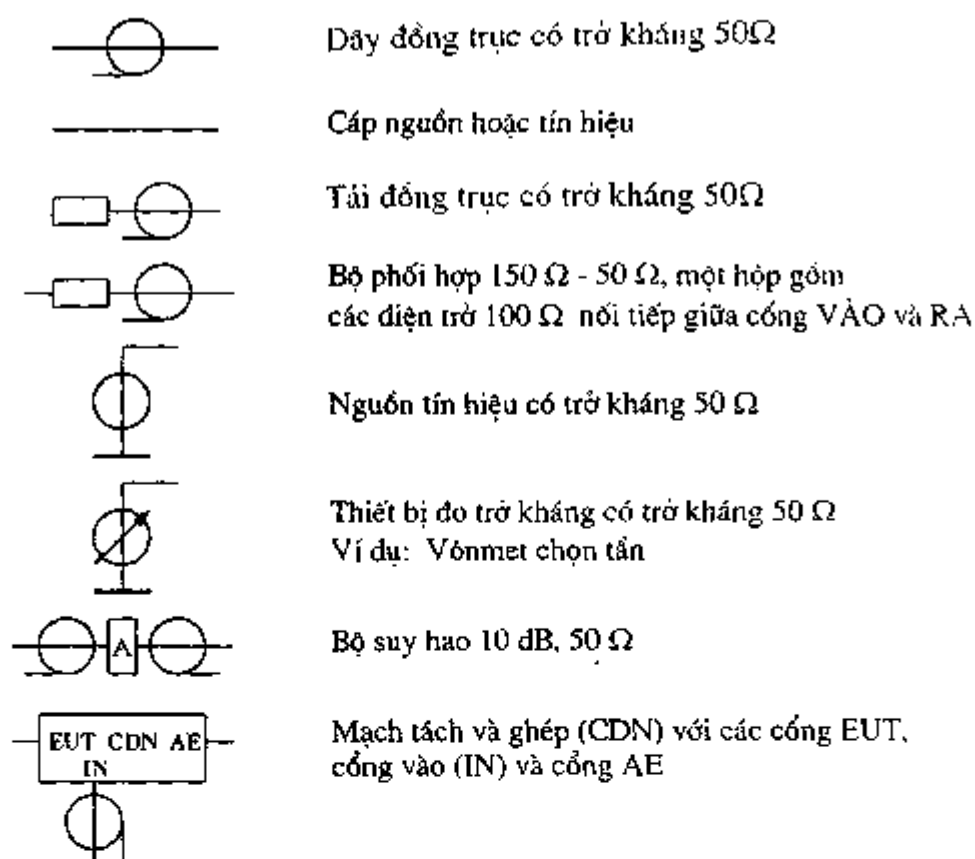 Dây đồng trục có trở kháng 50Ω
Cáp nguồn hoặc tín hiệu
Tải đồng trục có trở kháng 50Ω
Bộ phối hợp 150 Ω - 50 Ω, một hộp gồm
các điện trở 100 Ω nối tiếp giữa cổng VÀO và RA
Nguồn tín hiệu có trở kháng 50 Ω
Thiết bị đo trở kháng có trở kháng 50 Ω
Ví dụ: Vônmet chọn tần
A
Bộ suy hao 10 dB, 50 Ω
EUT CDN AE
IN
Mạch tách và ghép (CDN) với các cổng EUT,
cổng vào (IN) và cổng AE